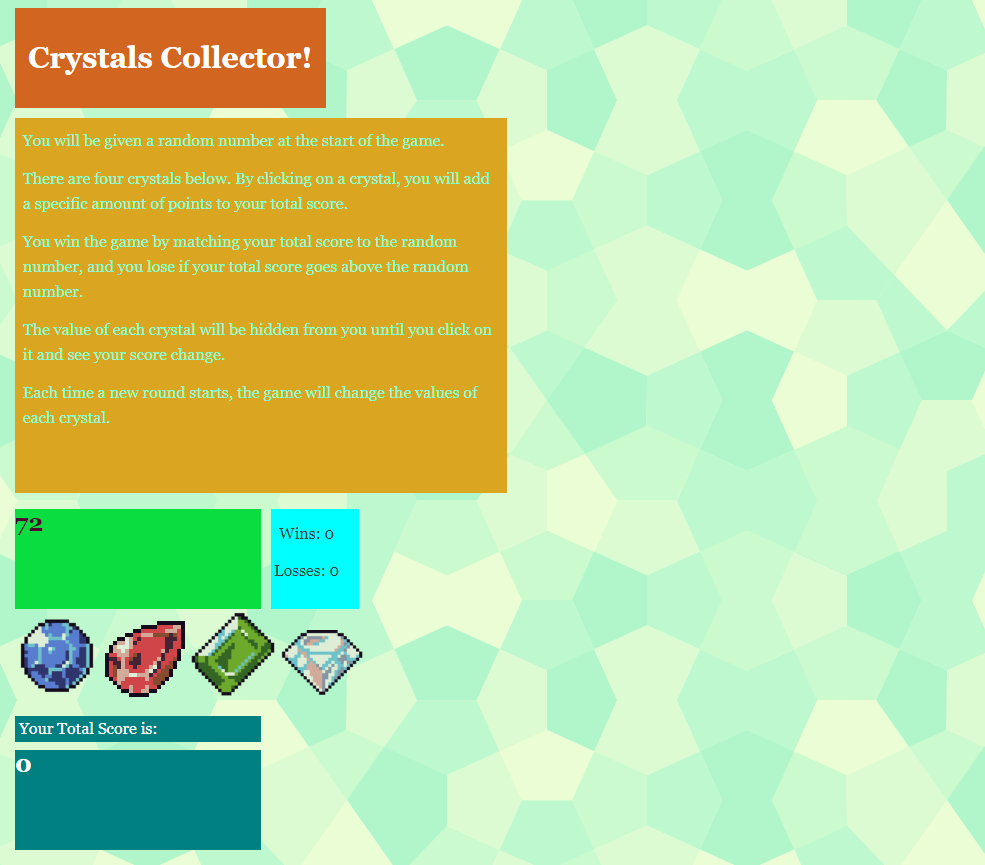 Crystals Collector!
You will be given a random number at the start of the game.
There are four crystals below. By clicking on a crystal, you will add
a specific amount of points to your total score.
You win the game by matching your total score to the random
number, and you lose if your total score goes above the random
number.
The value of each crystal will be hidden from you until you click on
it and see your score change.
Each time a new round starts, the game will change the values of
each crystal.
72
Wins: 0
Losses: 0
Your Total Score is:
0